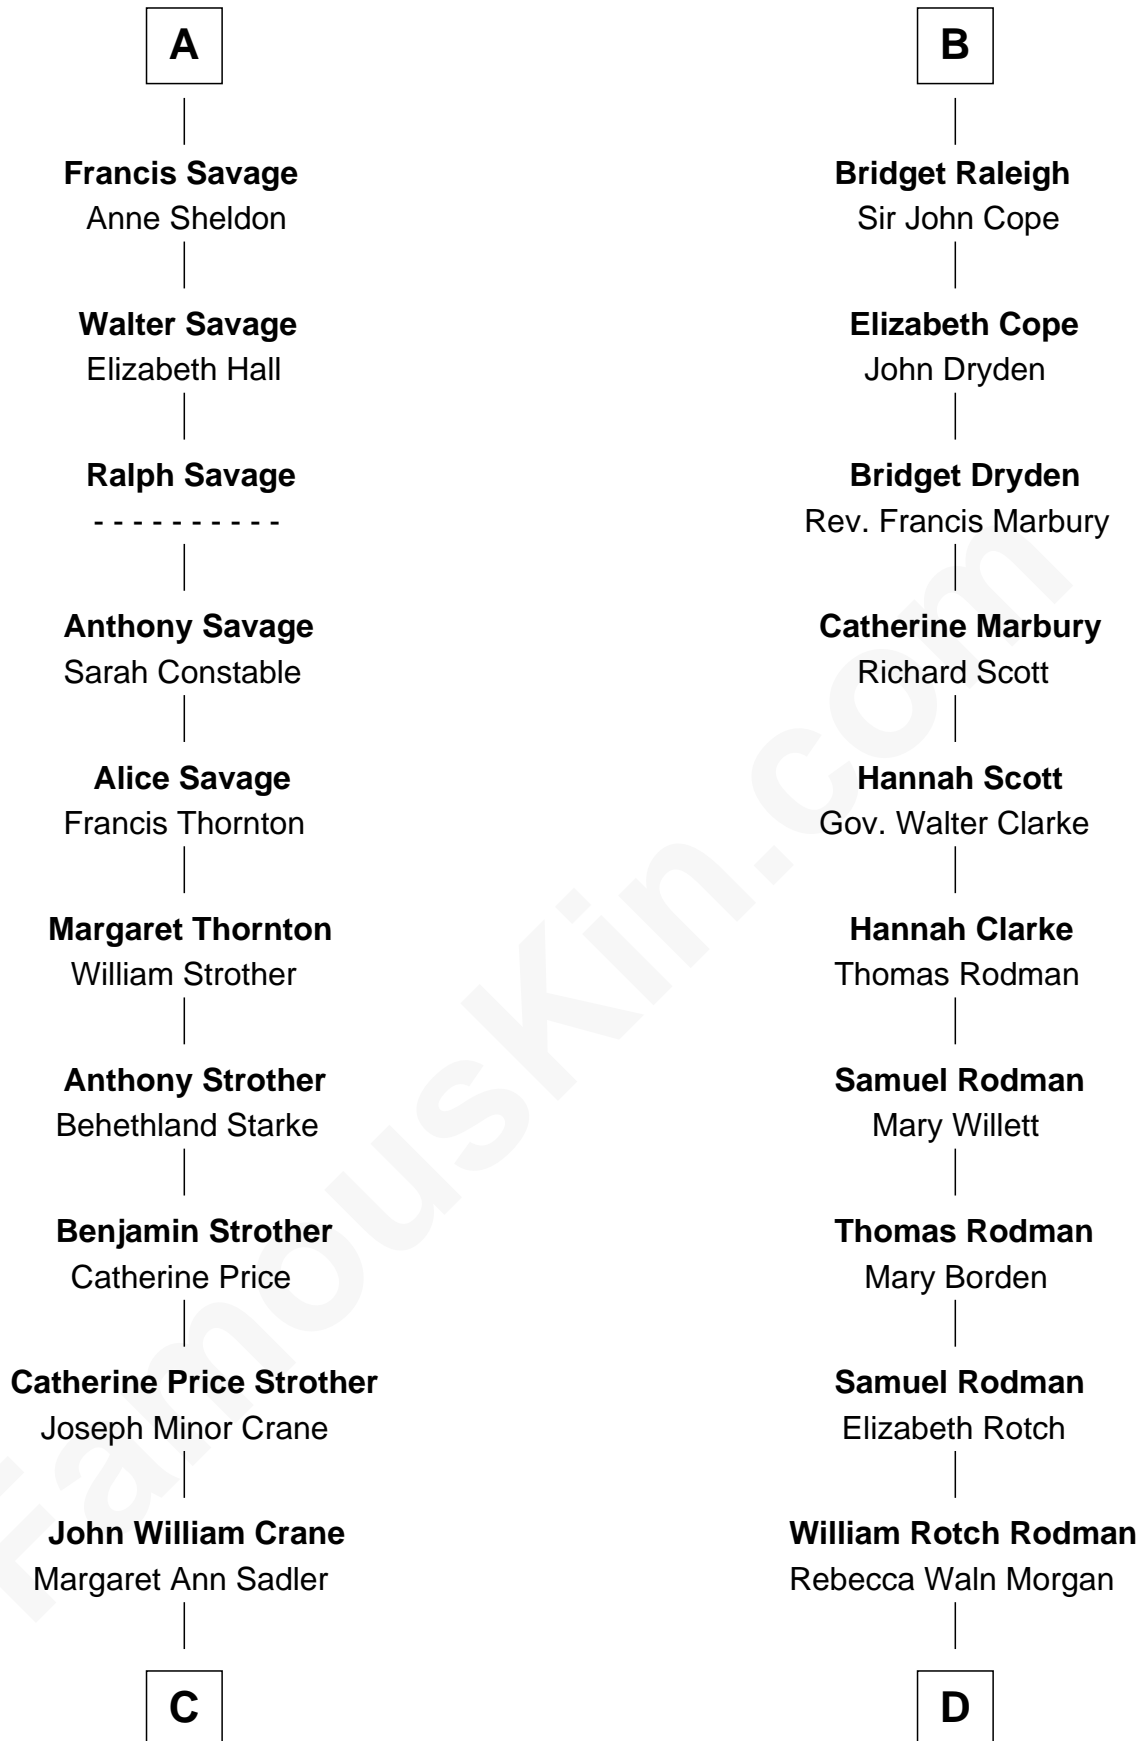 A
Francis Savage
Anne Sheldon
Walter Savage
Elizabeth Hall
Ralph Savage
- - - - - - - - - -
Anthony Savage
Sarah Constable
Alice Savage
Francis Thornton
Margaret Thornton
William Strother
Anthony Strother
Behethland Starke
Benjamin Strother
Catherine Price
Catherine Price Strother
Joseph Minor Crane
John William Crane
Margaret Ann Sadler
C
B
Bridget Raleigh
Sir John Cope
Elizabeth Cope
John Dryden
Bridget Dryden
Rev. Francis Marbury
Catherine Marbury
Richard Scott
Hannah Scott
Gov. Walter Clarke
Hannah Clarke
Thomas Rodman
Samuel Rodman
Mary Willett
Thomas Rodman
Mary Borden
Samuel Rodman
Elizabeth Rotch
William Rotch Rodman
Rebecca Waln Morgan
D
FamousKin.com